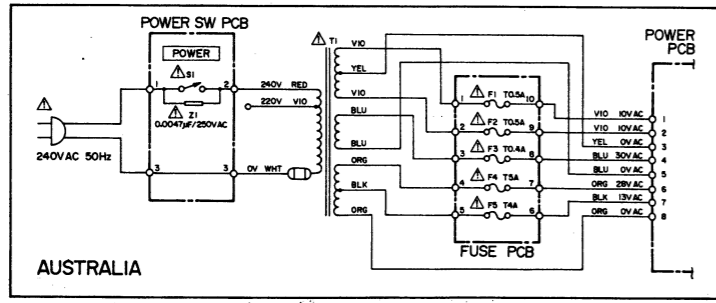 POWER SW PCB
POWER
S1
1 2
Z1
0.0047µF/250VAC
3 3
240VAC 50Hz
240V RED
220V VIO
0V WHT
T1
VIO
YEL
VIO
BLU
BLU
ORG
BLK
ORG
1 F1 T0.5A 10
2 F2 T0.5A 9
3 F3 T0.4A 8
4 F4 T5A 7
5 F5 T4A 6
FUSE PCB
POWER
PCB
VIO 10VAC 1
VIO 10VAC 2
YEL 0VAC 3
BLU 30VAC 4
BLU 0VAC 5
ORG 28VAC 6
BLK 13VAC 7
ORG 0VAC 8
AUSTRALIA